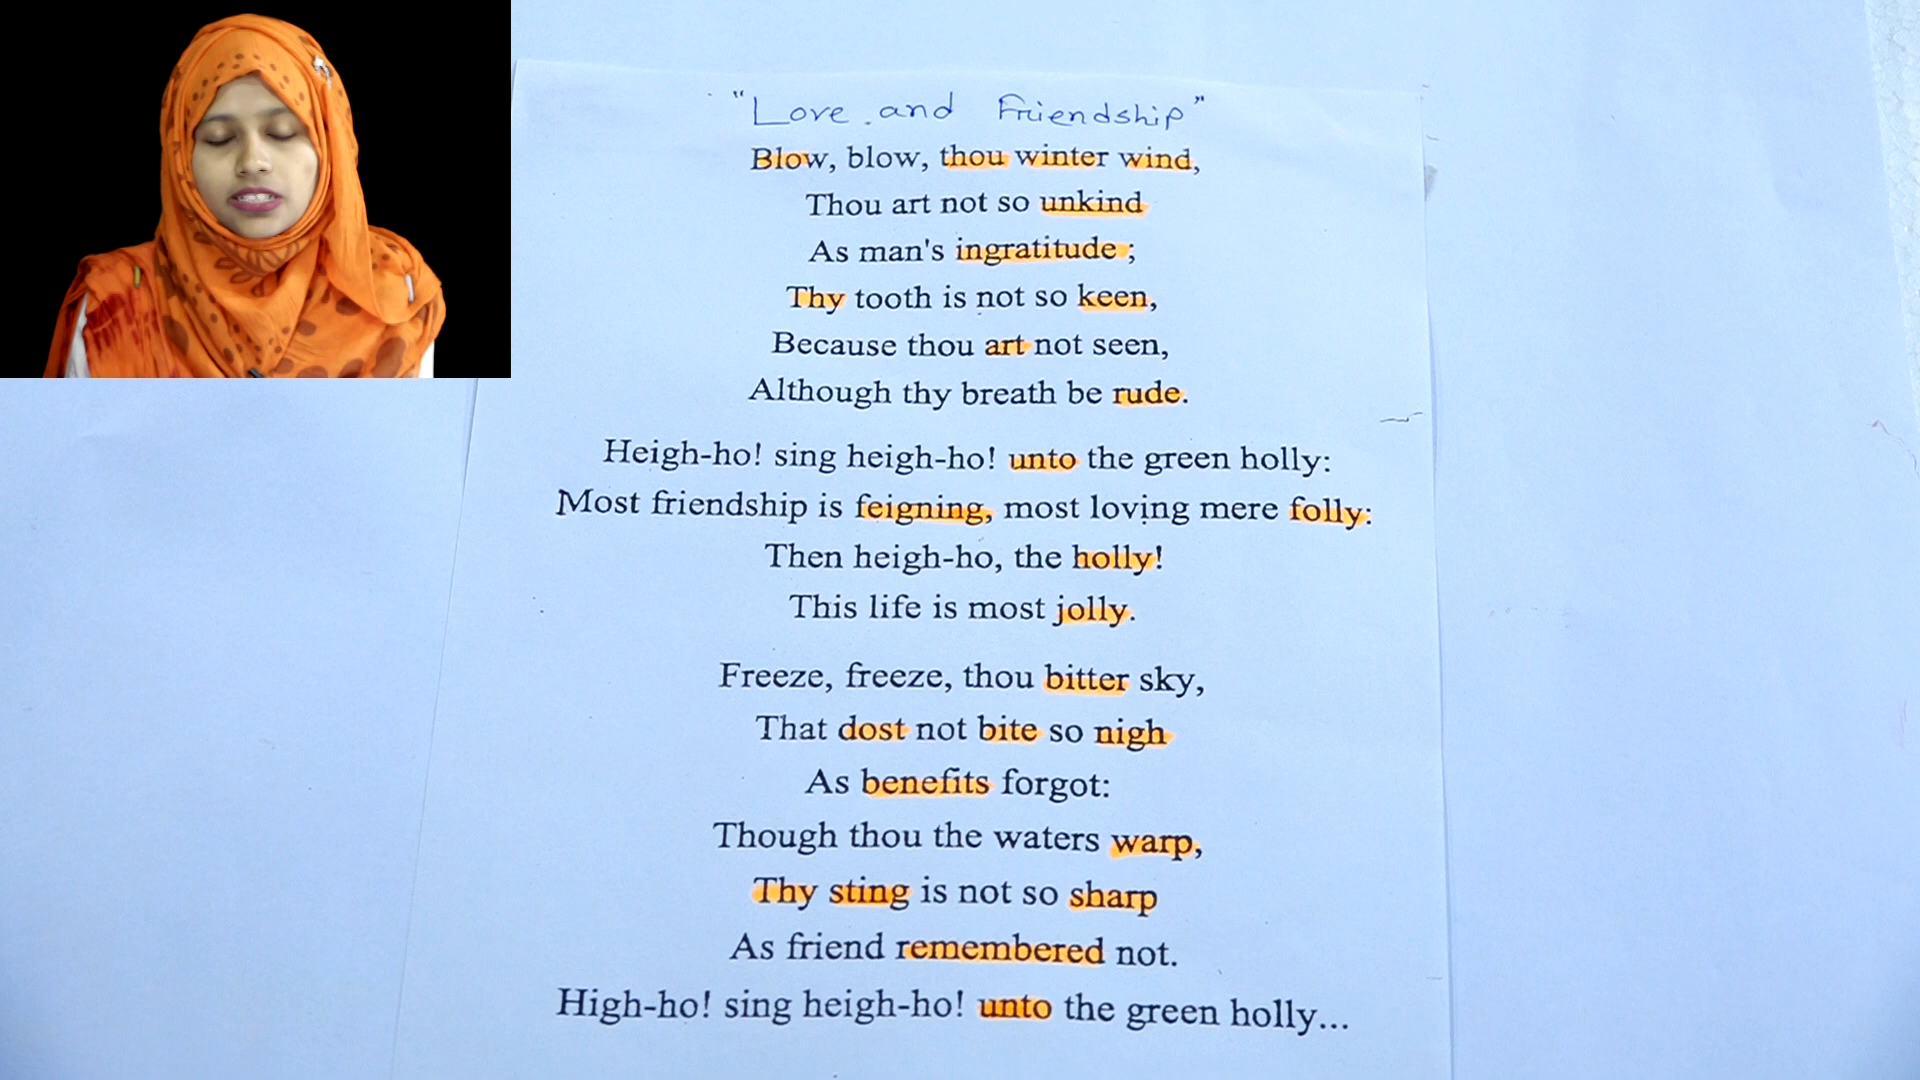 "Love and Friendship"
Blow, blow, thou winter wind,
Thou art not so unkind
As man's ingratitude ;
Thy tooth is not so keen,
Because thou art not seen,
Although thy breath be rude.
Heigh-ho! sing heigh-ho! unto the green holly:
Most friendship is feigning, most loving mere folly:
Then heigh-ho, the holly!
This life is most jolly.
Freeze, freeze, thou bitter sky,
That dost not bite so nigh
As benefits forgot:
Though thou the waters warp,
Thy sting is not so sharp
As friend remembered not.
High-ho! sing heigh-ho! unto the green holly...